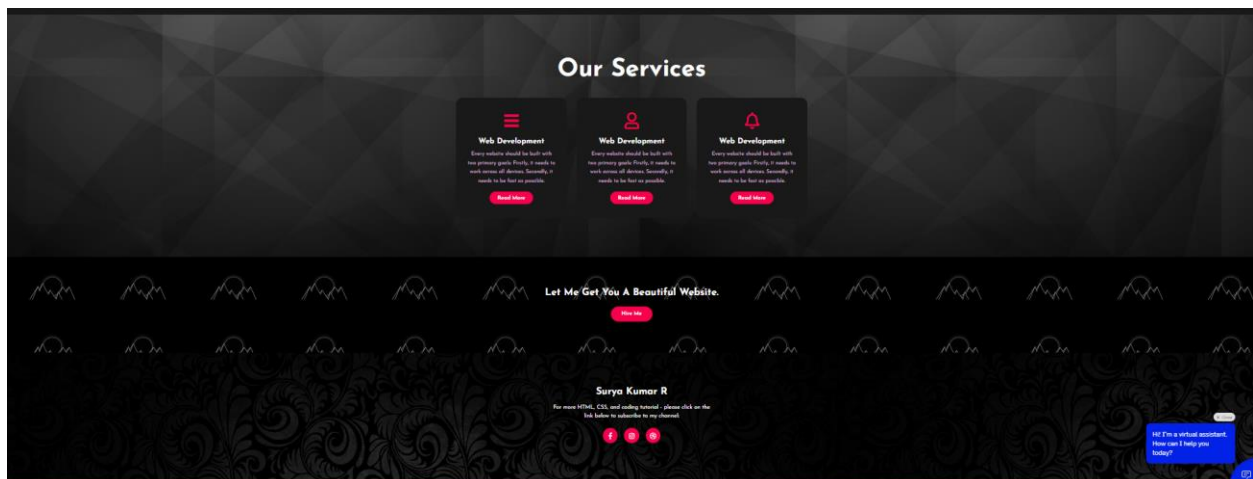 Our Services
Web Development
Every website should be built with
two primary goals: Firstly, it needs to
work across all devices. Secondly, it
needs to be fast as possible.
Read More
Web Development
Every website should be built with
two primary goals: Firstly, it needs to
work across all devices. Secondly, it
needs to be fast as possible.
Read More
Web Development
Every website should be built with
two primary goals: Firstly, it needs to
work across all devices. Secondly, it
needs to be fast as possible.
Read More
Let Me Get You A Beautiful Website.
Hire Me
Surya Kumar R
For more HTML, CSS, and coding tutorial - please click on the
link below to subscribe to my channel.
Hi! I'm a virtual assistant.
How can I help you
today?